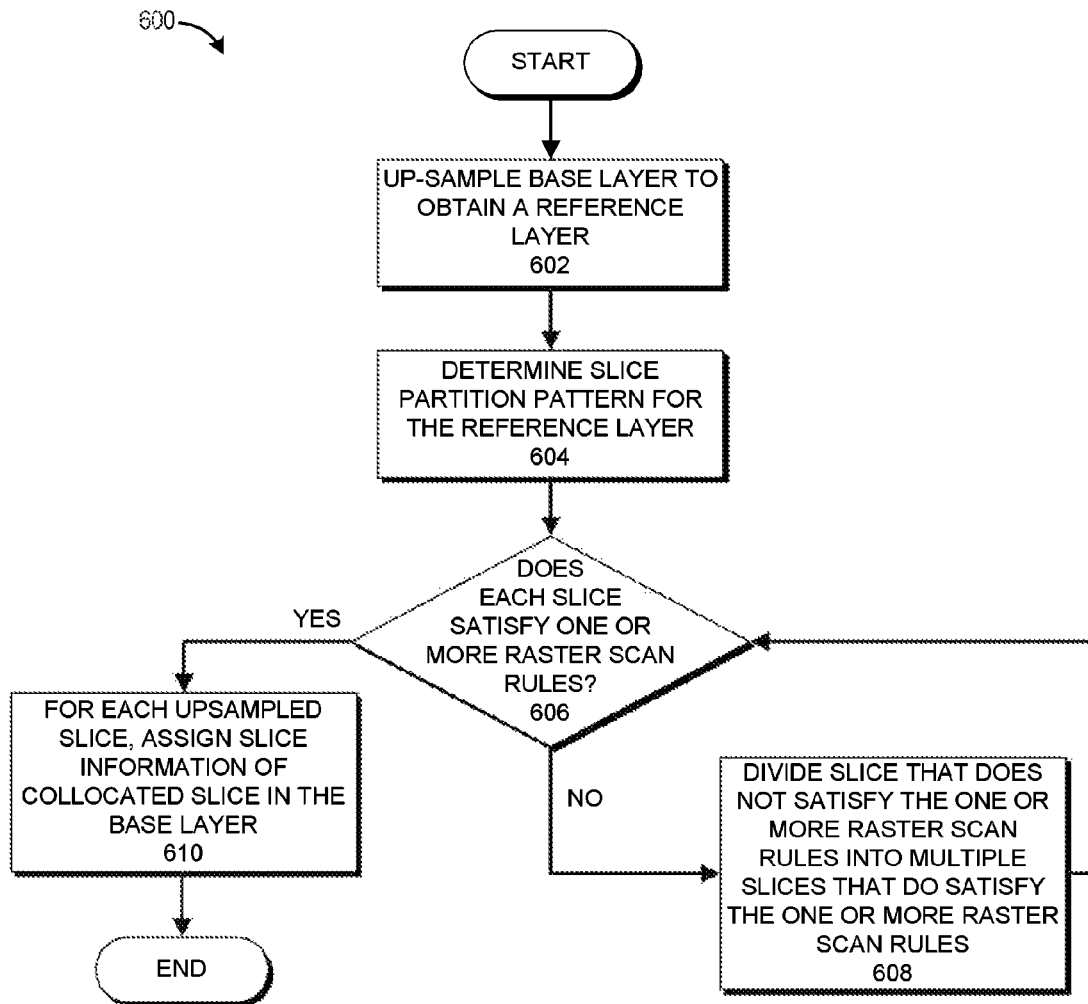 600
START
UP-SAMPLE BASE LAYER TO
OBTAIN A REFERENCE
LAYER
602
DETERMINE SLICE
PARTITION PATTERN FOR
THE REFERENCE LAYER
604
DOES
EACH SLICE
SATISFY ONE OR
MORE RASTER SCAN
RULES?
606
YES
NO
FOR EACH UPSAMPLED
SLICE, ASSIGN SLICE
INFORMATION OF
COLLOCATED SLICE IN THE
BASE LAYER
610
DIVIDE SLICE THAT DOES
NOT SATISFY THE ONE OR
MORE RASTER SCAN
RULES INTO MULTIPLE
SLICES THAT DO SATISFY
THE ONE OR MORE RASTER
SCAN RULES
608
END